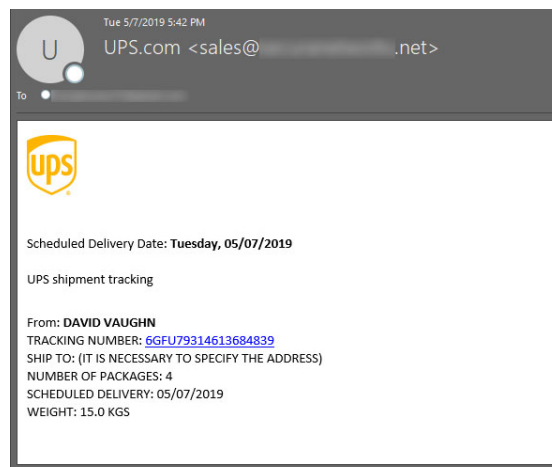 Tue 5/7/2019 5:42 PM
U
UPS.com <sales@ .net>
To
ups
Scheduled Delivery Date: Tuesday, 05/07/2019
UPS shipment tracking
From: DAVID VAUGHN
TRACKING NUMBER: 6GFU79314613684839
SHIP TO: (IT IS NECESSARY TO SPECIFY THE ADDRESS)
NUMBER OF PACKAGES: 4
SCHEDULED DELIVERY: 05/07/2019
WEIGHT: 15.0 KGS